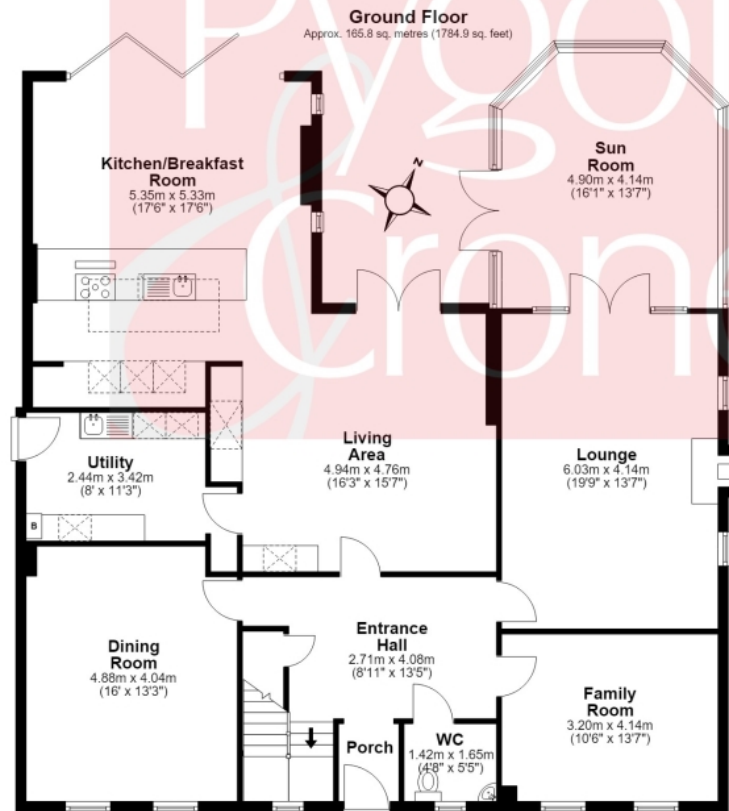 Ground Floor
Approx. 165.8 sq. metres (1784.9 sq. feet)
Pygott
Crone
N
Kitchen/Breakfast
Room
5.35m x 5.33m
(17'6" x 17'6")
Sun
Room
4.90m x 4.14m
(16'1" x 13'7")
Utility
2.44m x 3.42m
(8' x 11'3")
B
Living
Area
4.94m x 4.76m
(16'3" x 15'7")
Lounge
6.03m x 4.14m
(19'9" x 13'7")
Dining
Room
4.88m x 4.04m
(16' x 13'3")
Entrance
Hall
2.71m x 4.08m
(8'11" x 13'5")
Family
Room
3.20m x 4.14m
(10'6" x 13'7")
Porch
WC
1.42m x 1.65m
(4'8" x 5'5")